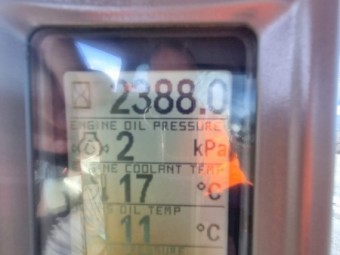 2388.0
ENGINE OIL PRESSURE
2 kPa
COOLANT TEMP
17 °C
OIL TEMP
11 °C